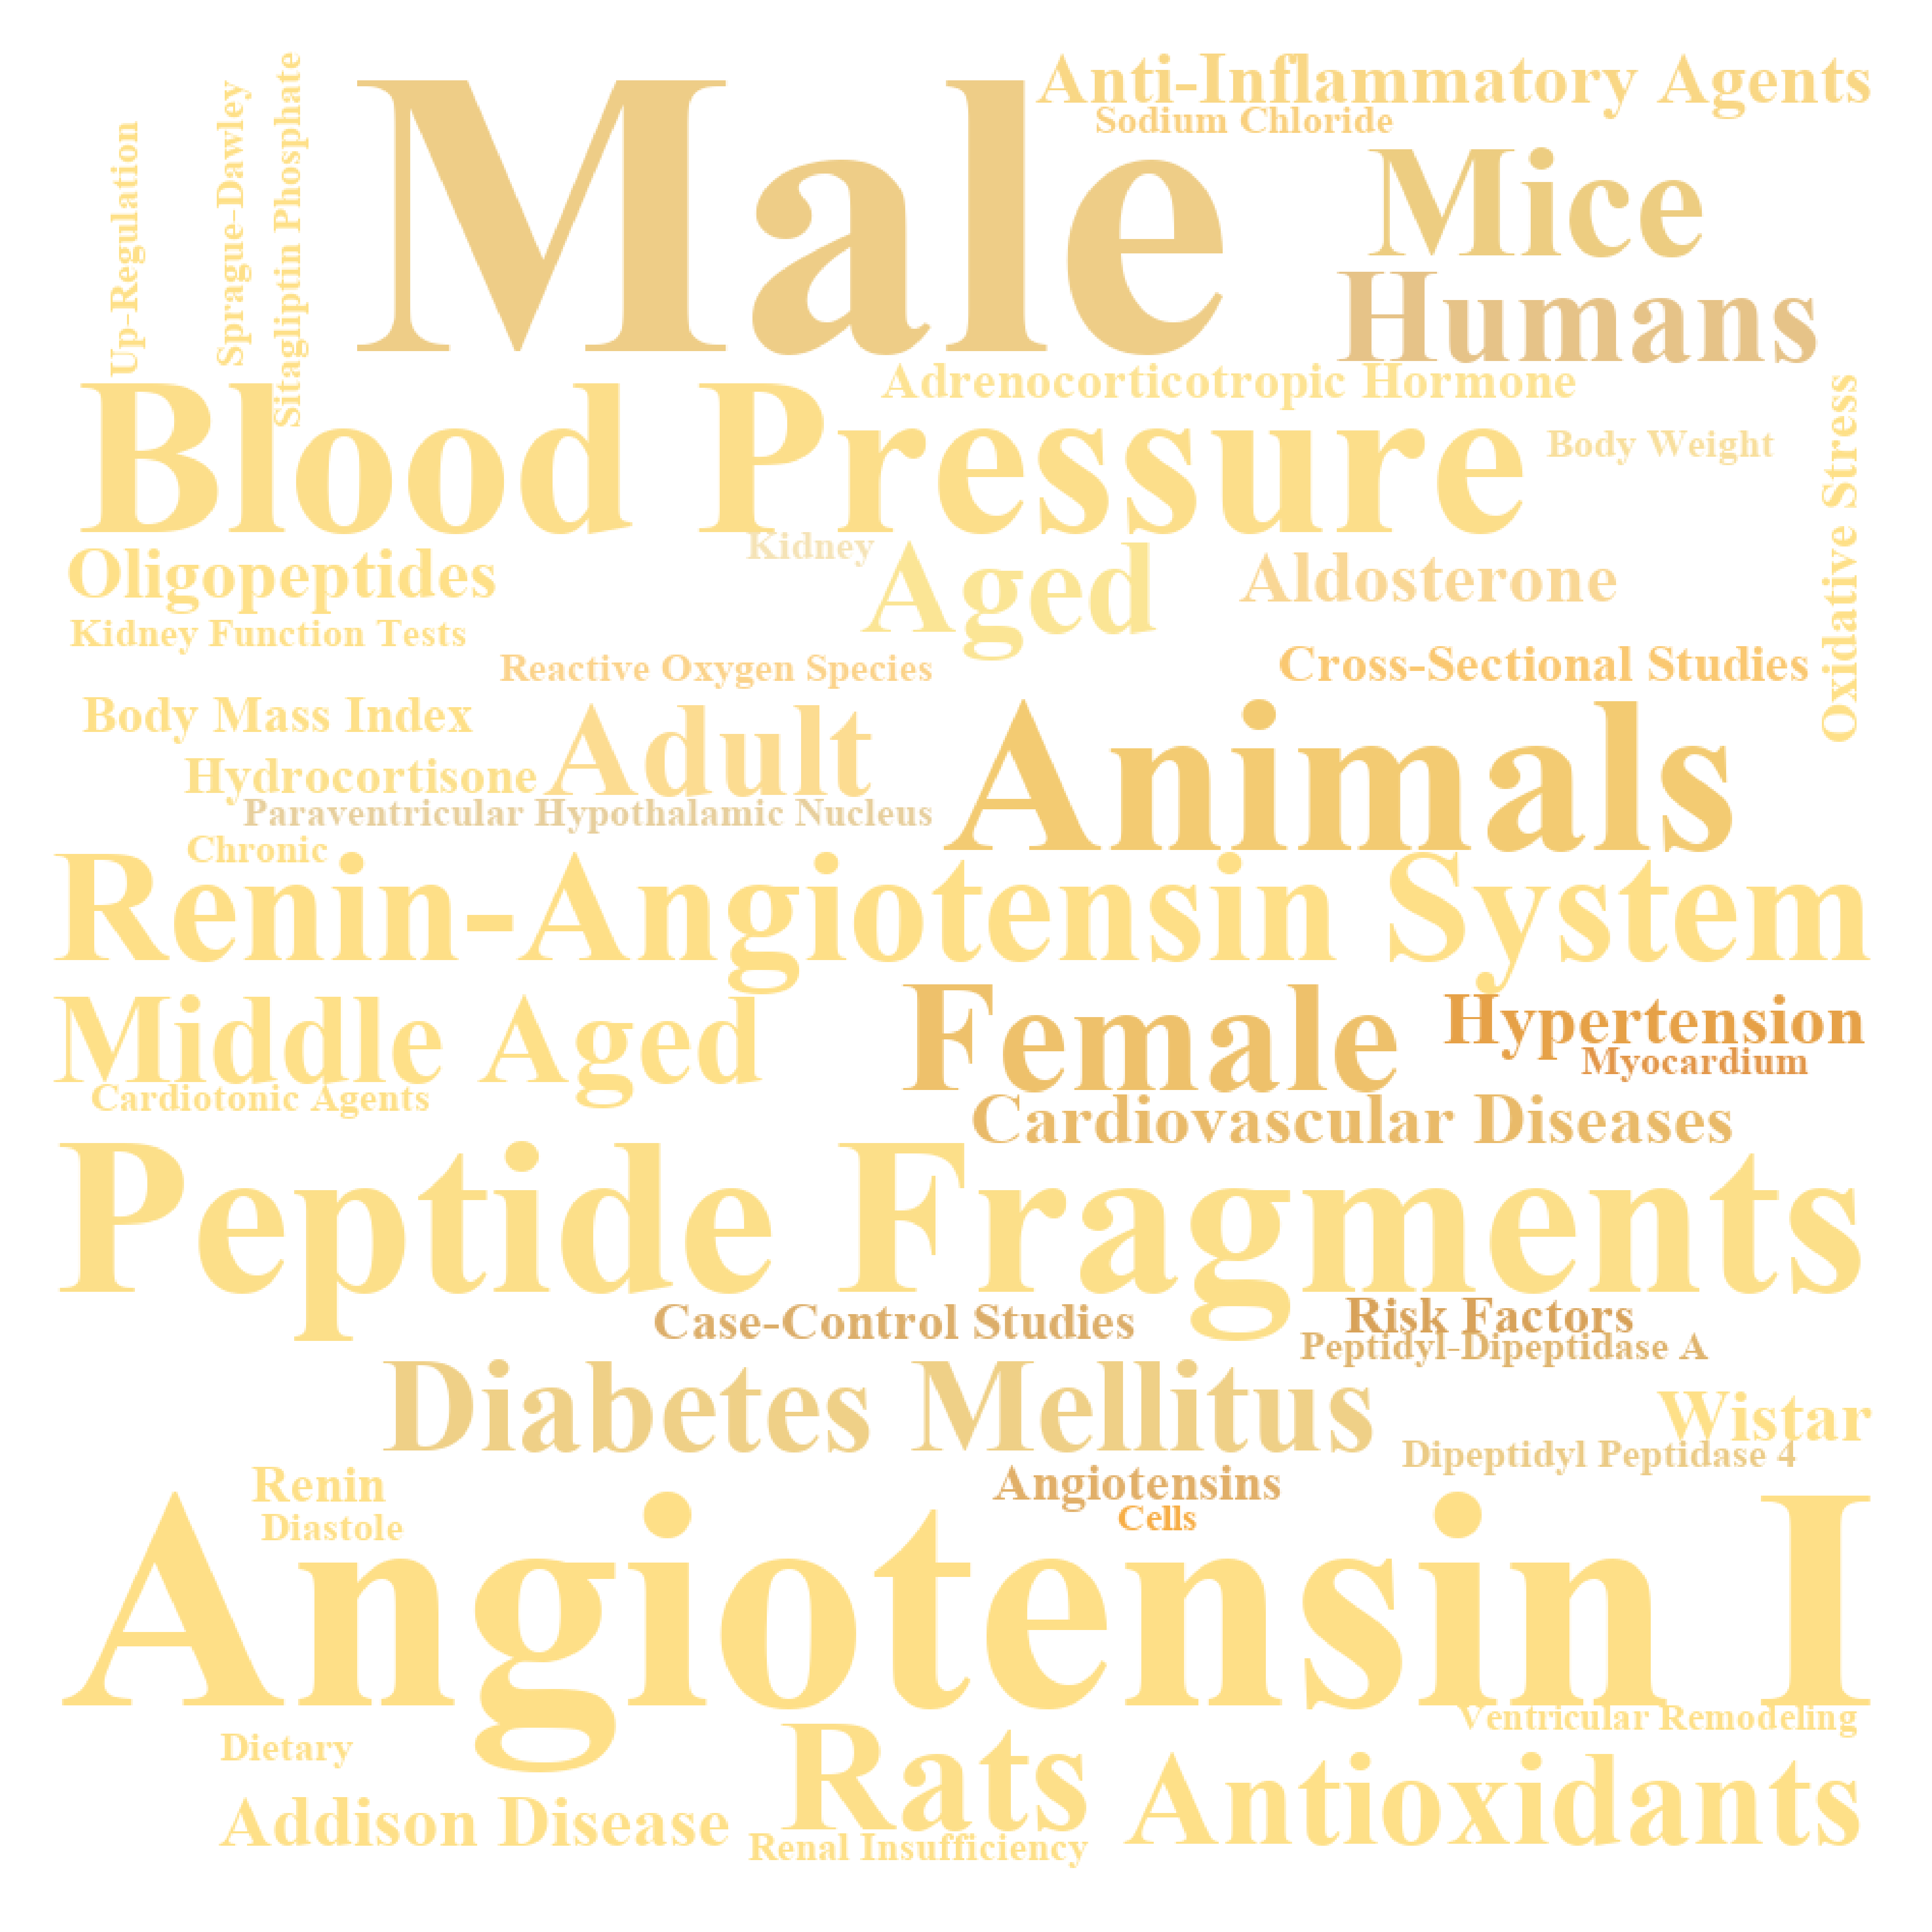 Male
Anti-Inflammatory Agents
Sodium Chloride
Mice
Humans
Up-Regulation
Sprague-Dawley
Sitagliptin Phosphate
Adrenocorticotropic Hormone
Blood Pressure
Body Weight
Oxidative Stress
Kidney
Oligopeptides
Aged
Aldosterone
Kidney Function Tests
Reactive Oxygen Species
Cross-Sectional Studies
Body Mass Index
Adult
Animals
Hydrocortisone
Paraventricular Hypothalamic Nucleus
Chronic
Renin-Angiotensin System
Middle Aged
Female
Hypertension
Myocardium
Cardiotonic Agents
Cardiovascular Diseases
Peptide Fragments
Case-Control Studies
Risk Factors
Peptidyl-Dipeptidase A
Diabetes Mellitus
Wistar
Dipeptidyl Peptidase 4
Renin
Angiotensins
Diastole
Cells
Angiotensin I
Ventricular Remodeling
Dietary
Rats
Antioxidants
Addison Disease
Renal Insufficiency